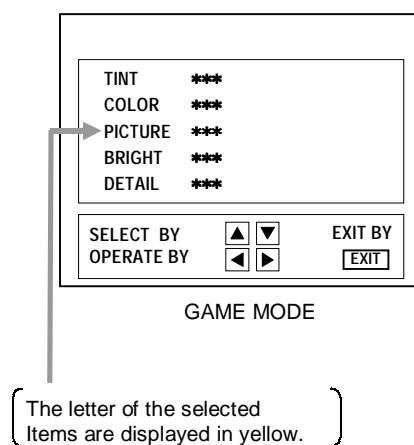 TINT ***
COLOR ***
PICTURE ***
BRIGHT ***
DETAIL ***
SELECT BY ▲ ▼ EXIT BY
OPERATE BY ◀ ▶ EXIT
GAME MODE
The letter of the selected
Items are displayed in yellow.